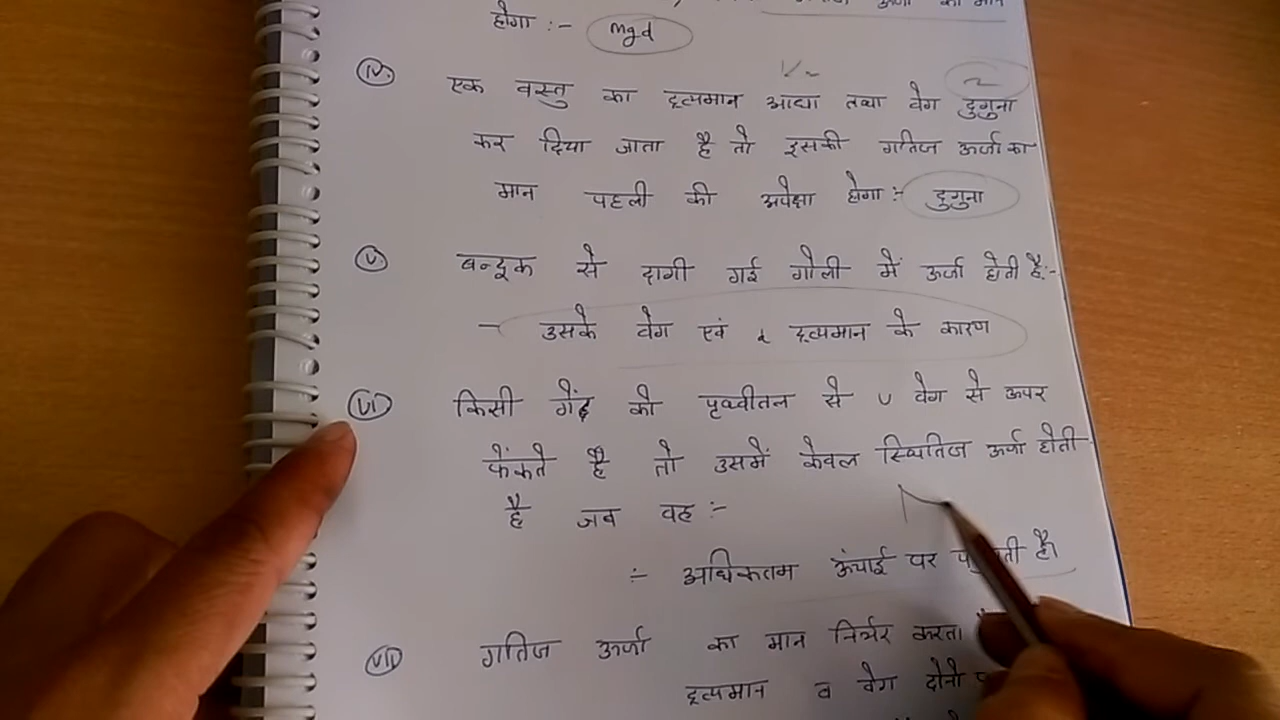 ऊर्जा का मान
होगा :- mgd
iv. एक वस्तु का द्रव्यमान आधा तथा वेग दुगुना
कर दिया जाता है तो इसकी गतिज ऊर्जा का
मान पहली की अपेक्षा होगा :- दुगुना
v बन्दूक से दागी गई गोली में ऊर्जा होती है:-
- उसके वेग एवं द्रव्यमान के कारण
vi किसी गेंद को पृथ्वीतल से u वेग से ऊपर
फेंकते है तो उसमें केवल स्थितिज ऊर्जा होती
है जब वह :-
:- अधिकतम ऊंचाई पर है।
vii गतिज ऊर्जा का मान निर्भर करता
द्रव्यमान व वेग दोनो